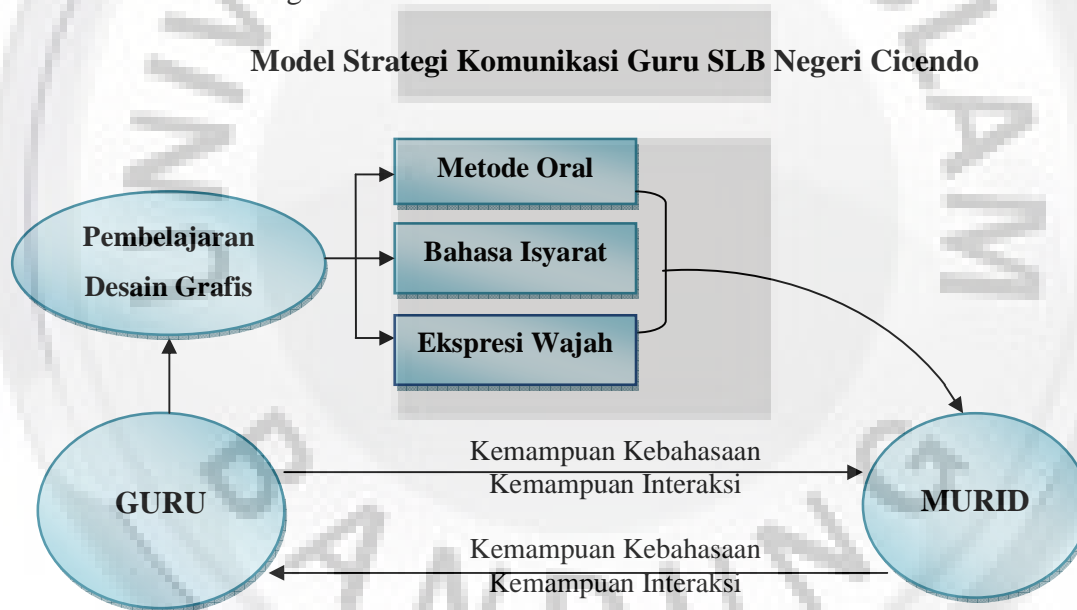 Model Strategi Komunikasi Guru SLB Negeri Cicendo
Metode Oral
Pembelajaran
Desain Grafis
Bahasa Isyarat
Ekspresi Wajah
Kemampuan Kebahasaan
Kemampuan Interaksi
GURU
MURID
Kemampuan Kebahasaan
Kemampuan Interaksi